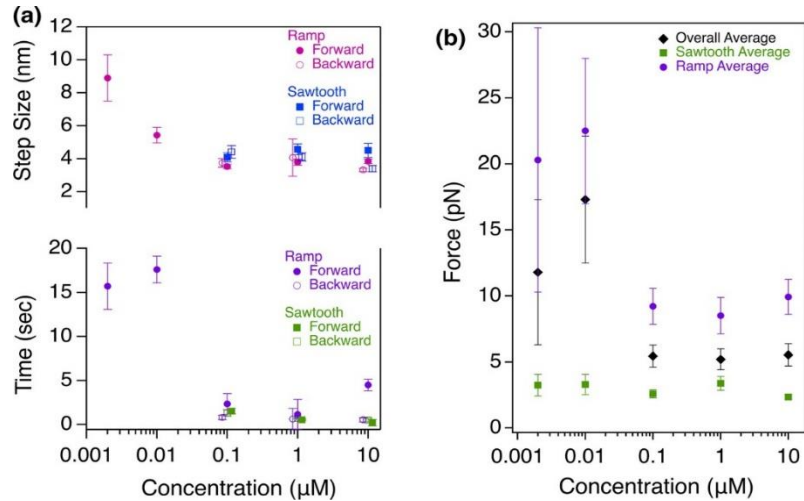 (a)
12
10
8
6
4
2
Step Size (nm)
Ramp
Forward
Backward
Sawtooth
Forward
Backward
20
15
10
5
0
Time (sec)
Ramp
Forward
Backward
Sawtooth
Forward
Backward
0.001 0.01 0.1 1 10
Concentration (μM)
(b)
30
25
20
15
10
5
0
Force (pN)
Overall Average
Sawtooth Average
Ramp Average
0.001 0.01 0.1 1 10
Concentration (μM)